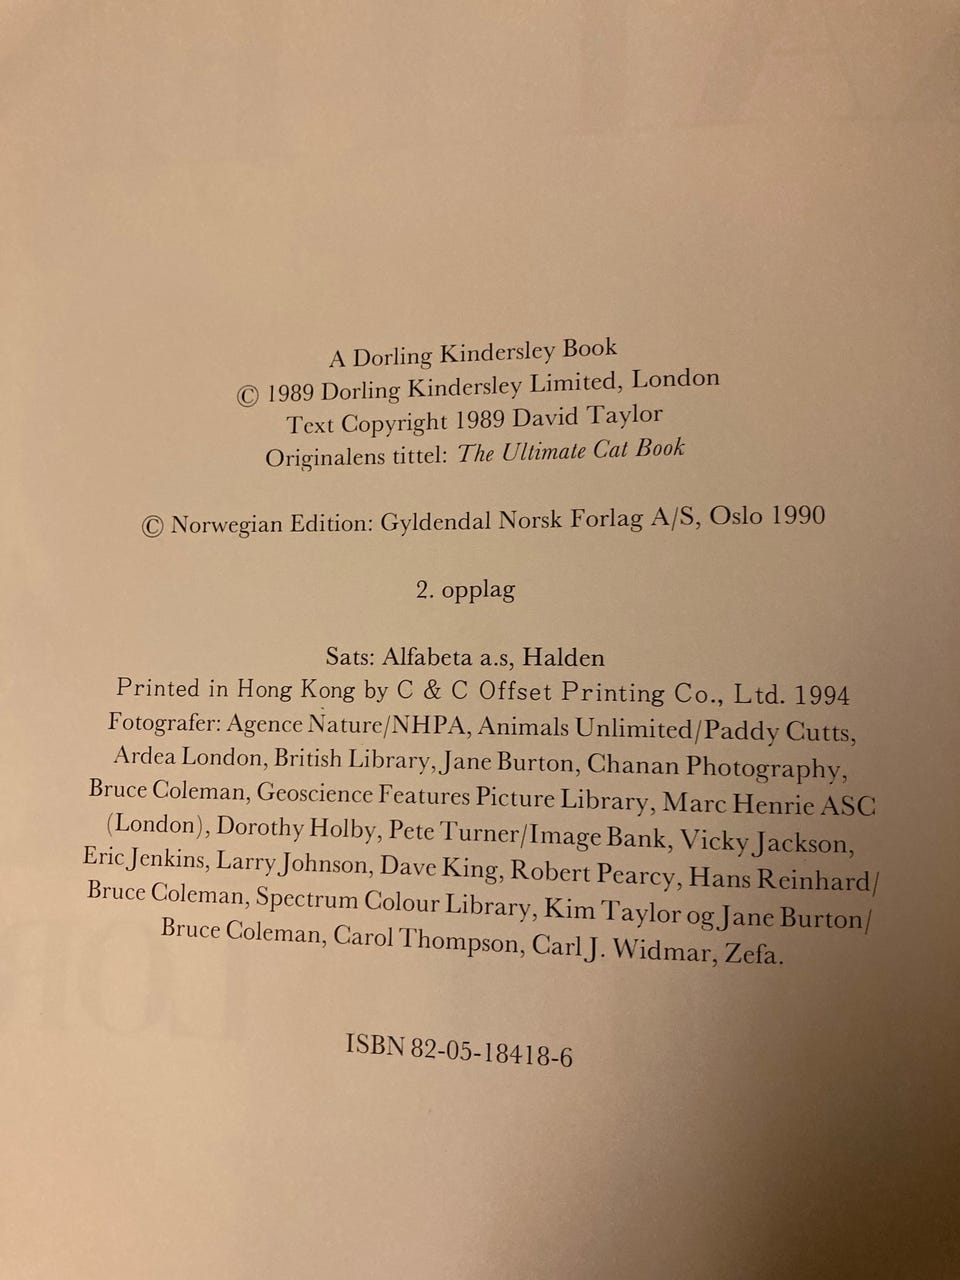 A Dorling Kindersley Book
© 1989 Dorling Kindersley Limited, London
Text Copyright 1989 David Taylor
Originalens tittel: The Ultimate Cat Book
© Norwegian Edition: Gyldendal Norsk Forlag A/S, Oslo 1990
2. opplag
Sats: Alfabeta a.s, Halden
Printed in Hong Kong by C & C Offset Printing Co., Ltd. 1994
Fotografer: Agence Nature/NHPA, Animals Unlimited/Paddy Cutts,
Ardea London, British Library, Jane Burton, Chanan Photography,
Bruce Coleman, Geoscience Features Picture Library, Marc Henrie ASC
(London), Dorothy Holby, Pete Turner/Image Bank, Vicky Jackson,
Eric Jenkins, Larry Johnson, Dave King, Robert Pearcy, Hans Reinhard/
Bruce Coleman, Spectrum Colour Library, Kim Taylor og Jane Burton/
Bruce Coleman, Carol Thompson, Carl J. Widmar, Zefa.
ISBN 82-05-18418-6